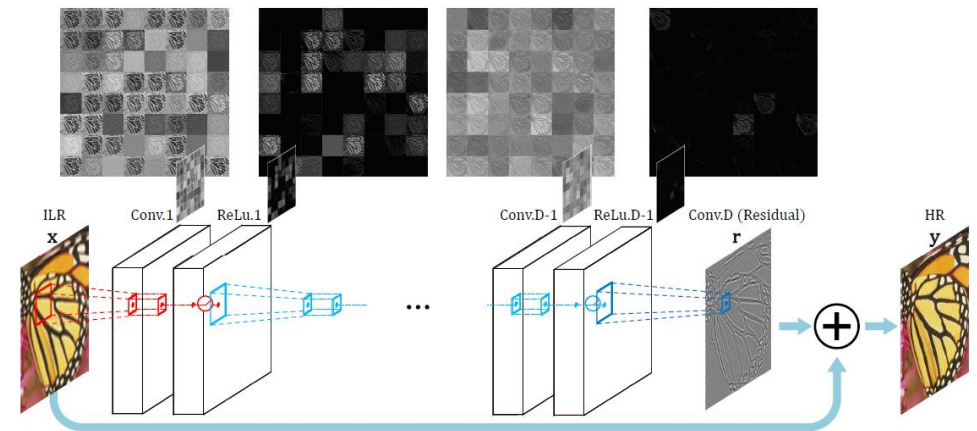 ILR
x
Conv.1
ReLu.1
...
Conv.D-1
ReLu.D-1
Conv.D (Residual)
r
HR
y